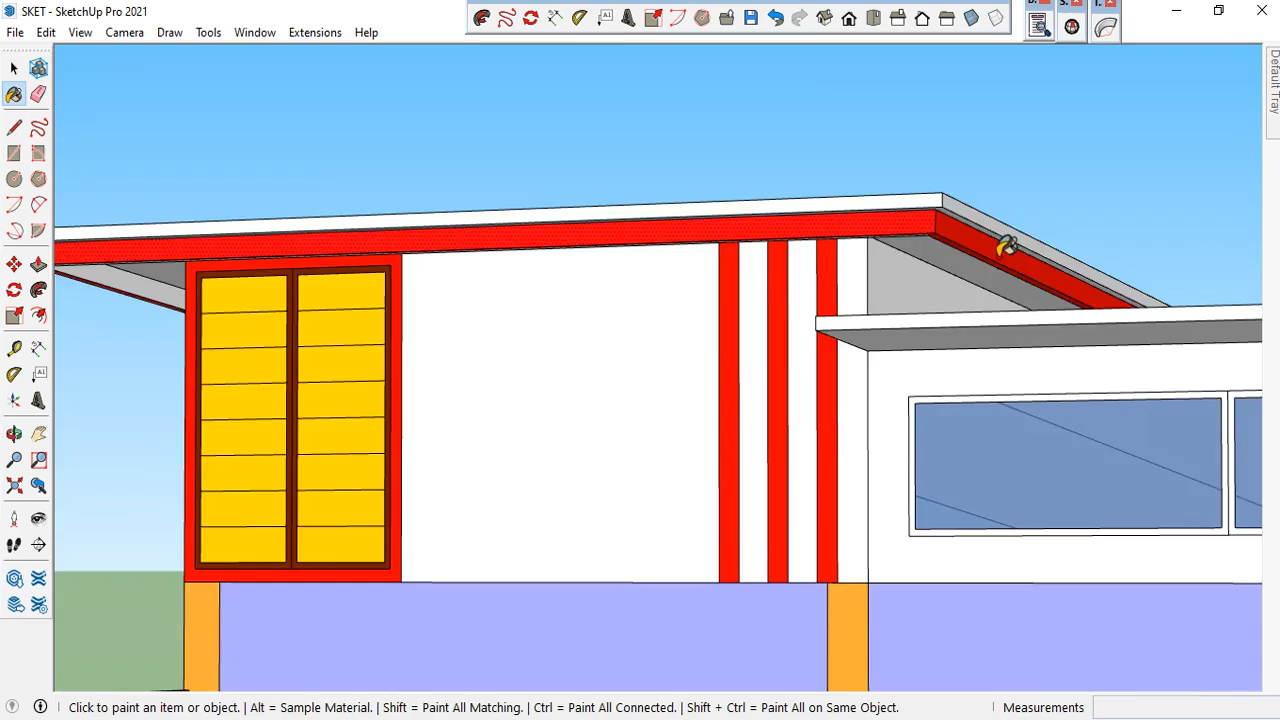 SKET - SketchUp Pro 2021
File Edit View Camera Draw Tools Window Extensions Help
Default Tray
Click to paint an item or object. | Alt = Sample Material. | Shift = Paint All Matching. | Ctrl = Paint All Connected. | Shift + Ctrl = Paint All on Same Object.
Measurements